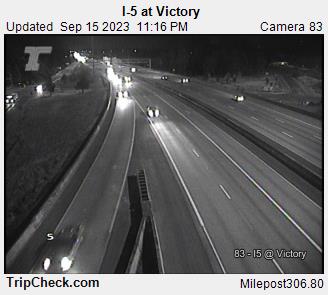 I-5 at Victory
Updated Sep 15 2023 11:16 PM Camera 83
T
S
83 - I5 @ Victory
TripCheck.com Milepost306.80